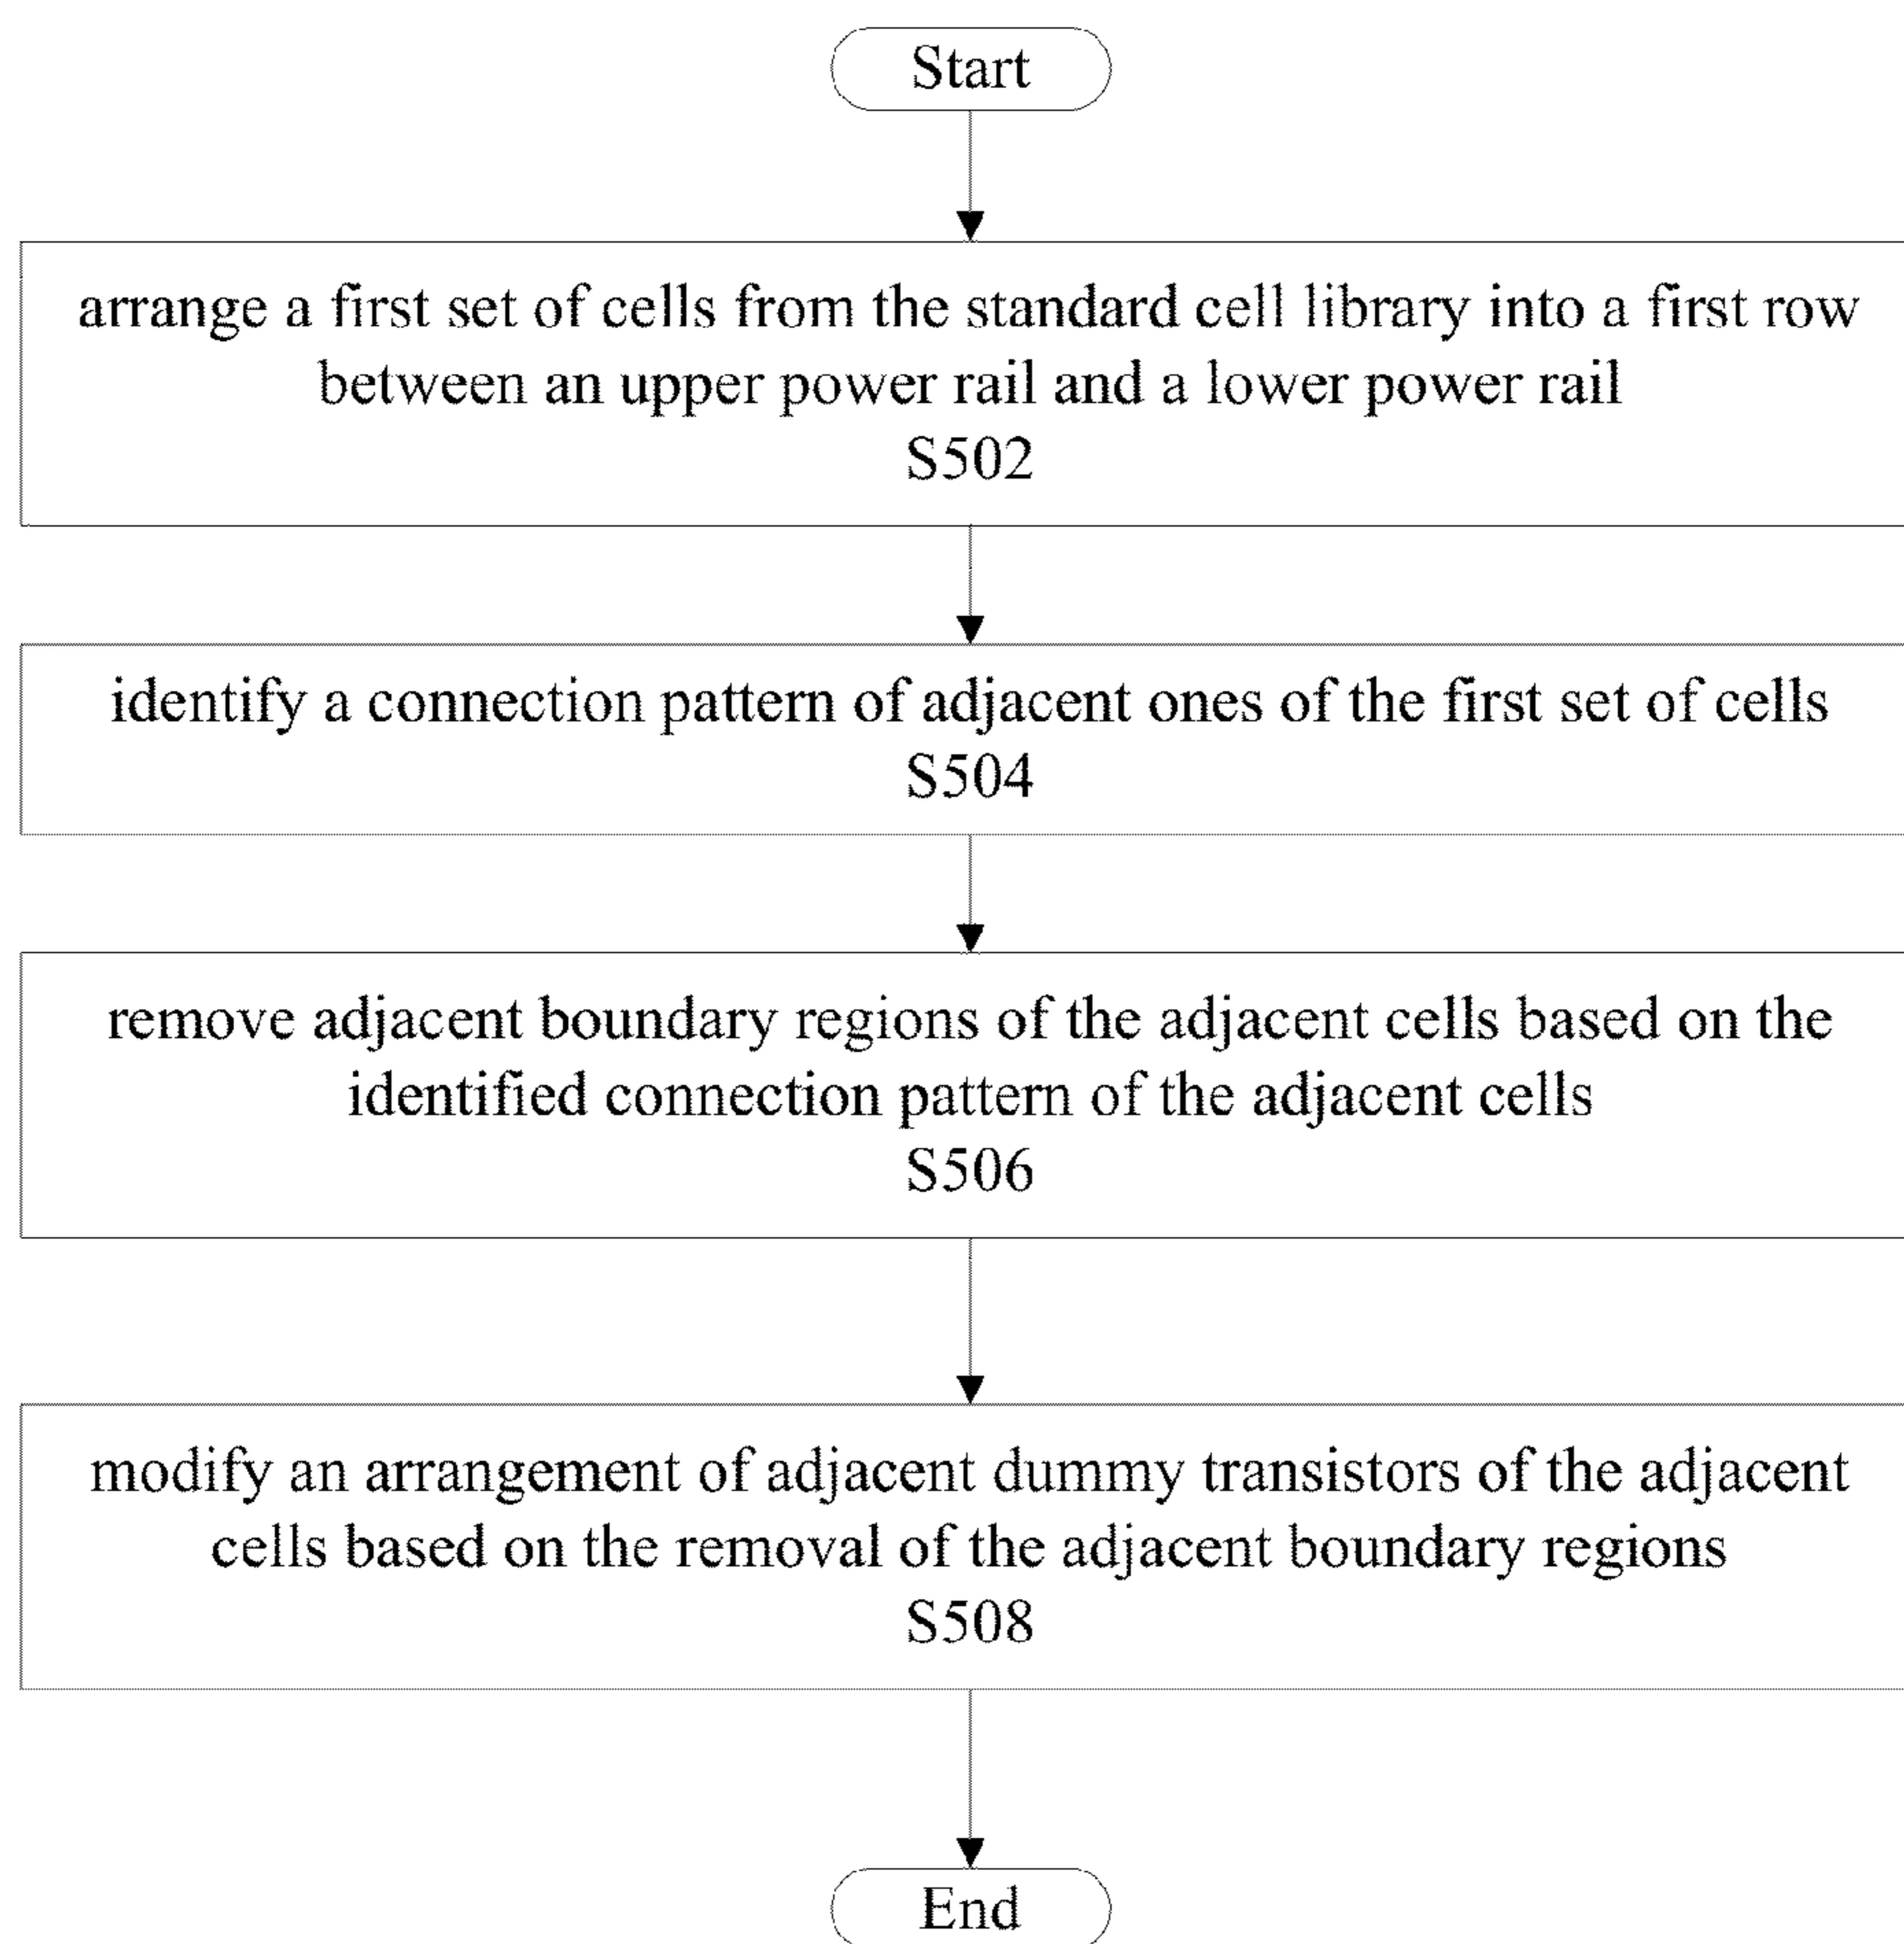 Start
arrange a first set of cells from the standard cell library into a first row
between an upper power rail and a lower power rail
S502
identify a connection pattern of adjacent ones of the first set of cells
S504
remove adjacent boundary regions of the adjacent cells based on the
identified connection pattern of the adjacent cells
S506
modify an arrangement of adjacent dummy transistors of the adjacent
cells based on the removal of the adjacent boundary regions
S508
End